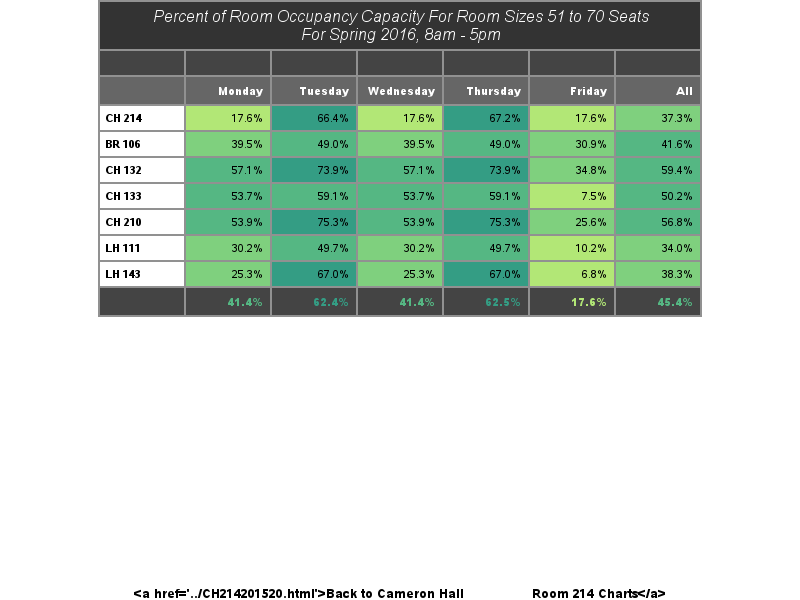 Percent of Room Occupancy Capacity For Room Sizes 51 to 70 Seats
For Spring 2016, 8am - 5pm
Monday Tuesday Wednesday Thursday Friday All
CH 214 17.6% 66.4% 17.6% 67.2% 17.6% 37.3%
BR 106 39.5% 49.0% 39.5% 49.0% 30.9% 41.6%
CH 132 57.1% 73.9% 57.1% 73.9% 34.8% 59.4%
CH 133 53.7% 59.1% 53.7% 59.1% 7.5% 50.2%
CH 210 53.9% 75.3% 53.9% 75.3% 25.6% 56.8%
LH 111 30.2% 49.7% 30.2% 49.7% 10.2% 34.0%
LH 143 25.3% 67.0% 25.3% 67.0% 6.8% 38.3%
41.4% 62.4% 41.4% 62.5% 17.6% 45.4%
<a href='../CH214201520.html'>Back to Cameron Hall Room 214 Charts</a>